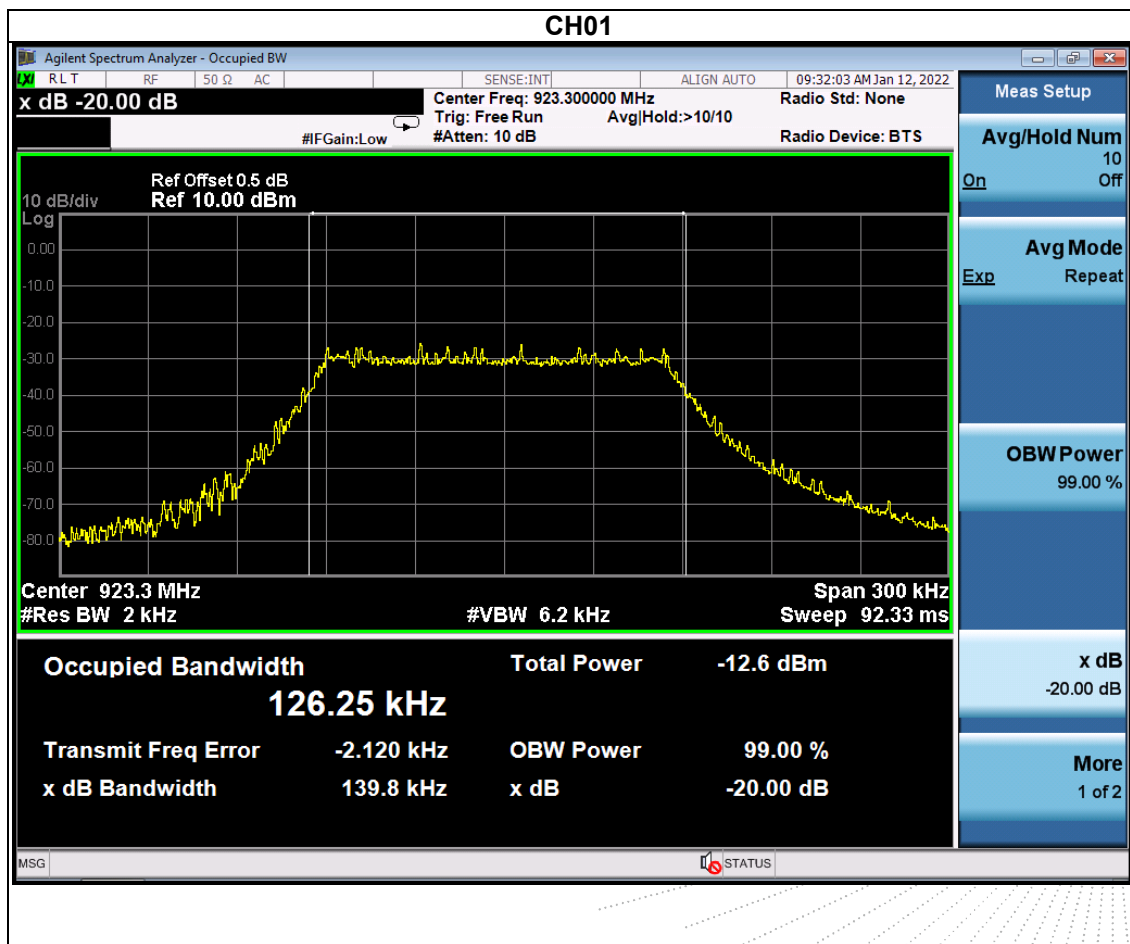 CH01
Agilent Spectrum Analyzer - Occupied BW
LXI RLT RF 50 Ω AC SENSE:INT ALIGN AUTO 09:32:03 AM Jan 12, 2022
x dB -20.00 dB
Center Freq: 923.300000 MHz Radio Std: None
Trig: Free Run Avg|Hold:>10/10
#IFGain:Low #Atten: 10 dB Radio Device: BTS
Ref Offset 0.5 dB
10 dB/div Ref 10.00 dBm
Log
0.00
-10.0
-20.0
-30.0
-40.0
-50.0
-60.0
-70.0
-80.0
Center 923.3 MHz Span 300 kHz
#Res BW 2 kHz #VBW 6.2 kHz Sweep 92.33 ms
Occupied Bandwidth Total Power -12.6 dBm
126.25 kHz
Transmit Freq Error -2.120 kHz OBW Power 99.00 %
x dB Bandwidth 139.8 kHz x dB -20.00 dB
MSG STATUS
Meas Setup
Avg/Hold Num
10
On Off
Avg Mode
Exp Repeat
OBW Power
99.00 %
x dB
-20.00 dB
More
1 of 2